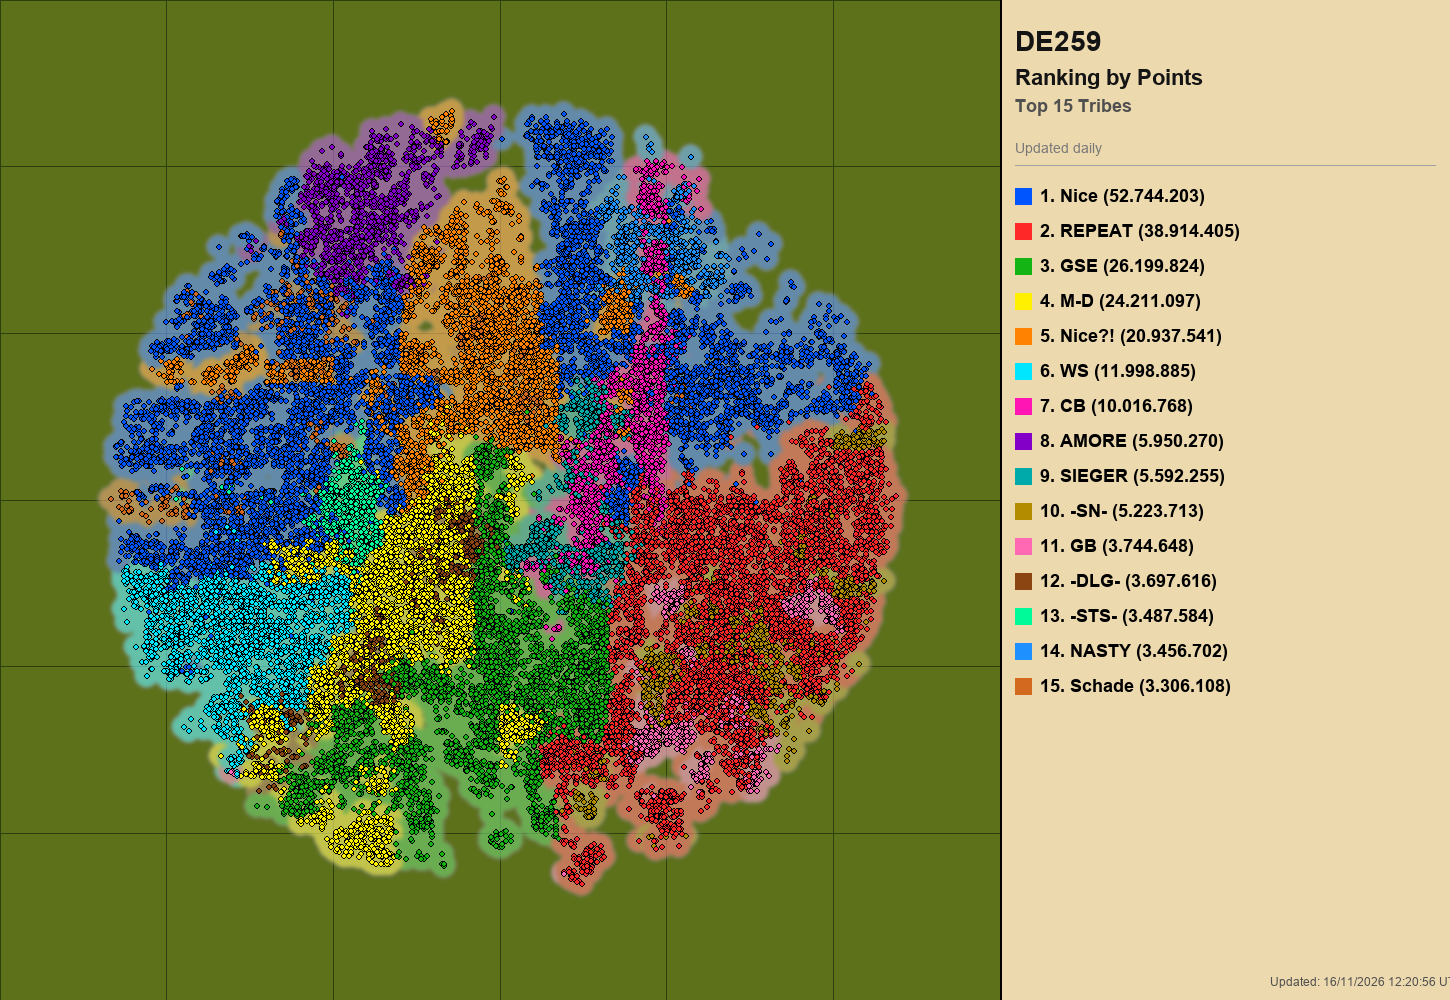 DE259
Ranking by Points
Top 15 Tribes
Updated daily
1. Nice (52.744.203)
2. REPEAT (38.914.405)
3. GSE (26.199.824)
4. M-D (24.211.097)
5. Nice?! (20.937.541)
6. WS (11.998.885)
7. CB (10.016.768)
8. AMORE (5.950.270)
9. SIEGER (5.592.255)
10. -SN- (5.223.713)
11. GB (3.744.648)
12. -DLG- (3.697.616)
13. -STS- (3.487.584)
14. NASTY (3.456.702)
15. Schade (3.306.108)
Updated: 16/11/2026 12:20:56